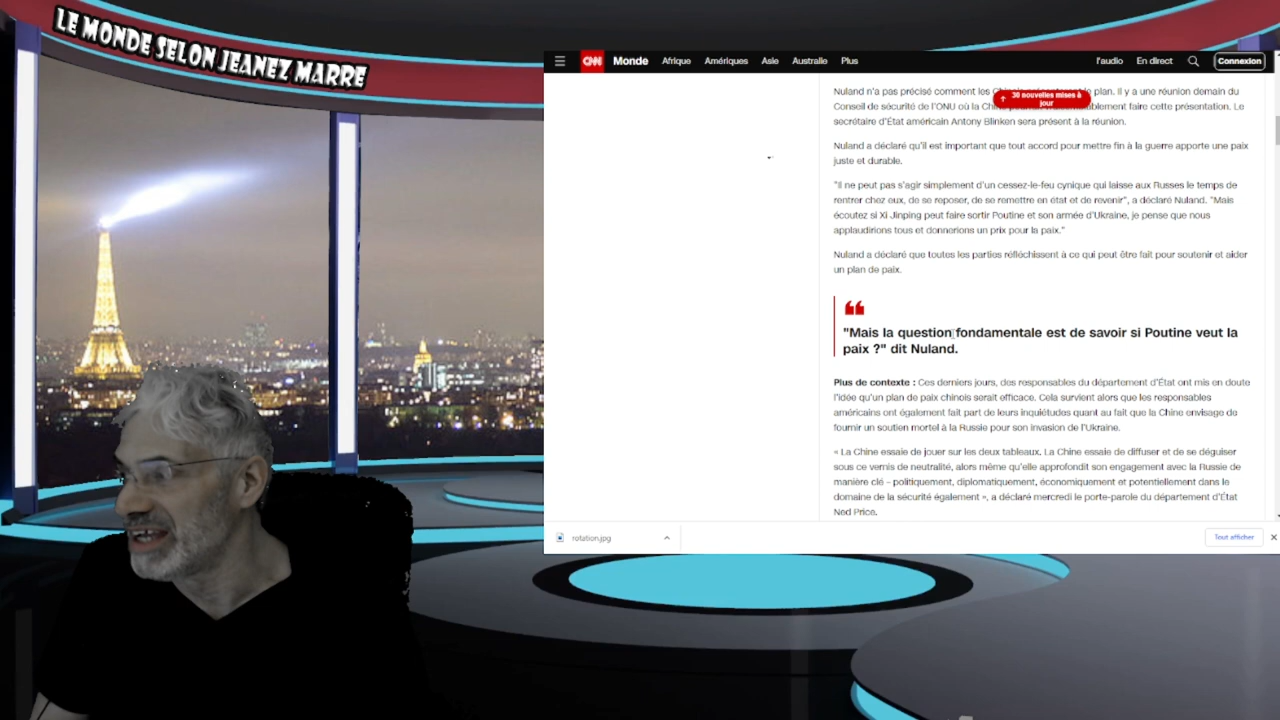 LE MONDE SELON JEANEZ MARRE
CNN Monde Afrique Amériques Asie Australie Plus l'audio En direct Connexion
Nuland n'a pas précisé comment les plan. Il y a une réunion demain du
38 nouvelles mises à
jour
Conseil de sécurité de l'ONU où la faire cette présentation. Le
secrétaire d'État américain Antony Blinken sera présent à la réunion.
Nuland a déclaré qu'il est important que tout accord pour mettre fin à la guerre apporte une paix
juste et durable.
"Il ne peut pas s'agir simplement d'un cessez-le-feu cynique qui laisse aux Russes le temps de
rentrer chez eux, de se reposer, de se remettre en état et de revenir", a déclaré Nuland. "Mais
écoutez si Xi Jinping peut faire sortir Poutine et son armée d'Ukraine, je pense que nous
applaudirions tous et donnerions un prix pour la paix."
Nuland a déclaré que toutes les parties réfléchissent à ce qui peut être fait pour soutenir et aider
un plan de paix.
"Mais la question fondamentale est de savoir si Poutine veut la
paix ?" dit Nuland.
Plus de contexte : Ces derniers jours, des responsables du département d'État ont mis en doute
l'idée qu'un plan de paix chinois serait efficace. Cela survient alors que les responsables
américains ont également fait part de leurs inquiétudes quant au fait que la Chine envisage de
fournir un soutien mortel à la Russie pour son invasion de l'Ukraine.
« La Chine essaie de jouer sur les deux tableaux. La Chine essaie de diffuser et de se déguiser
sous ce vernis de neutralité, alors même qu'elle approfondit son engagement avec la Russie de
manière clé – politiquement, diplomatiquement, économiquement et potentiellement dans le
domaine de la sécurité également », a déclaré mercredi le porte-parole du département d'État
Ned Price.
rotation.jpg
Tout afficher